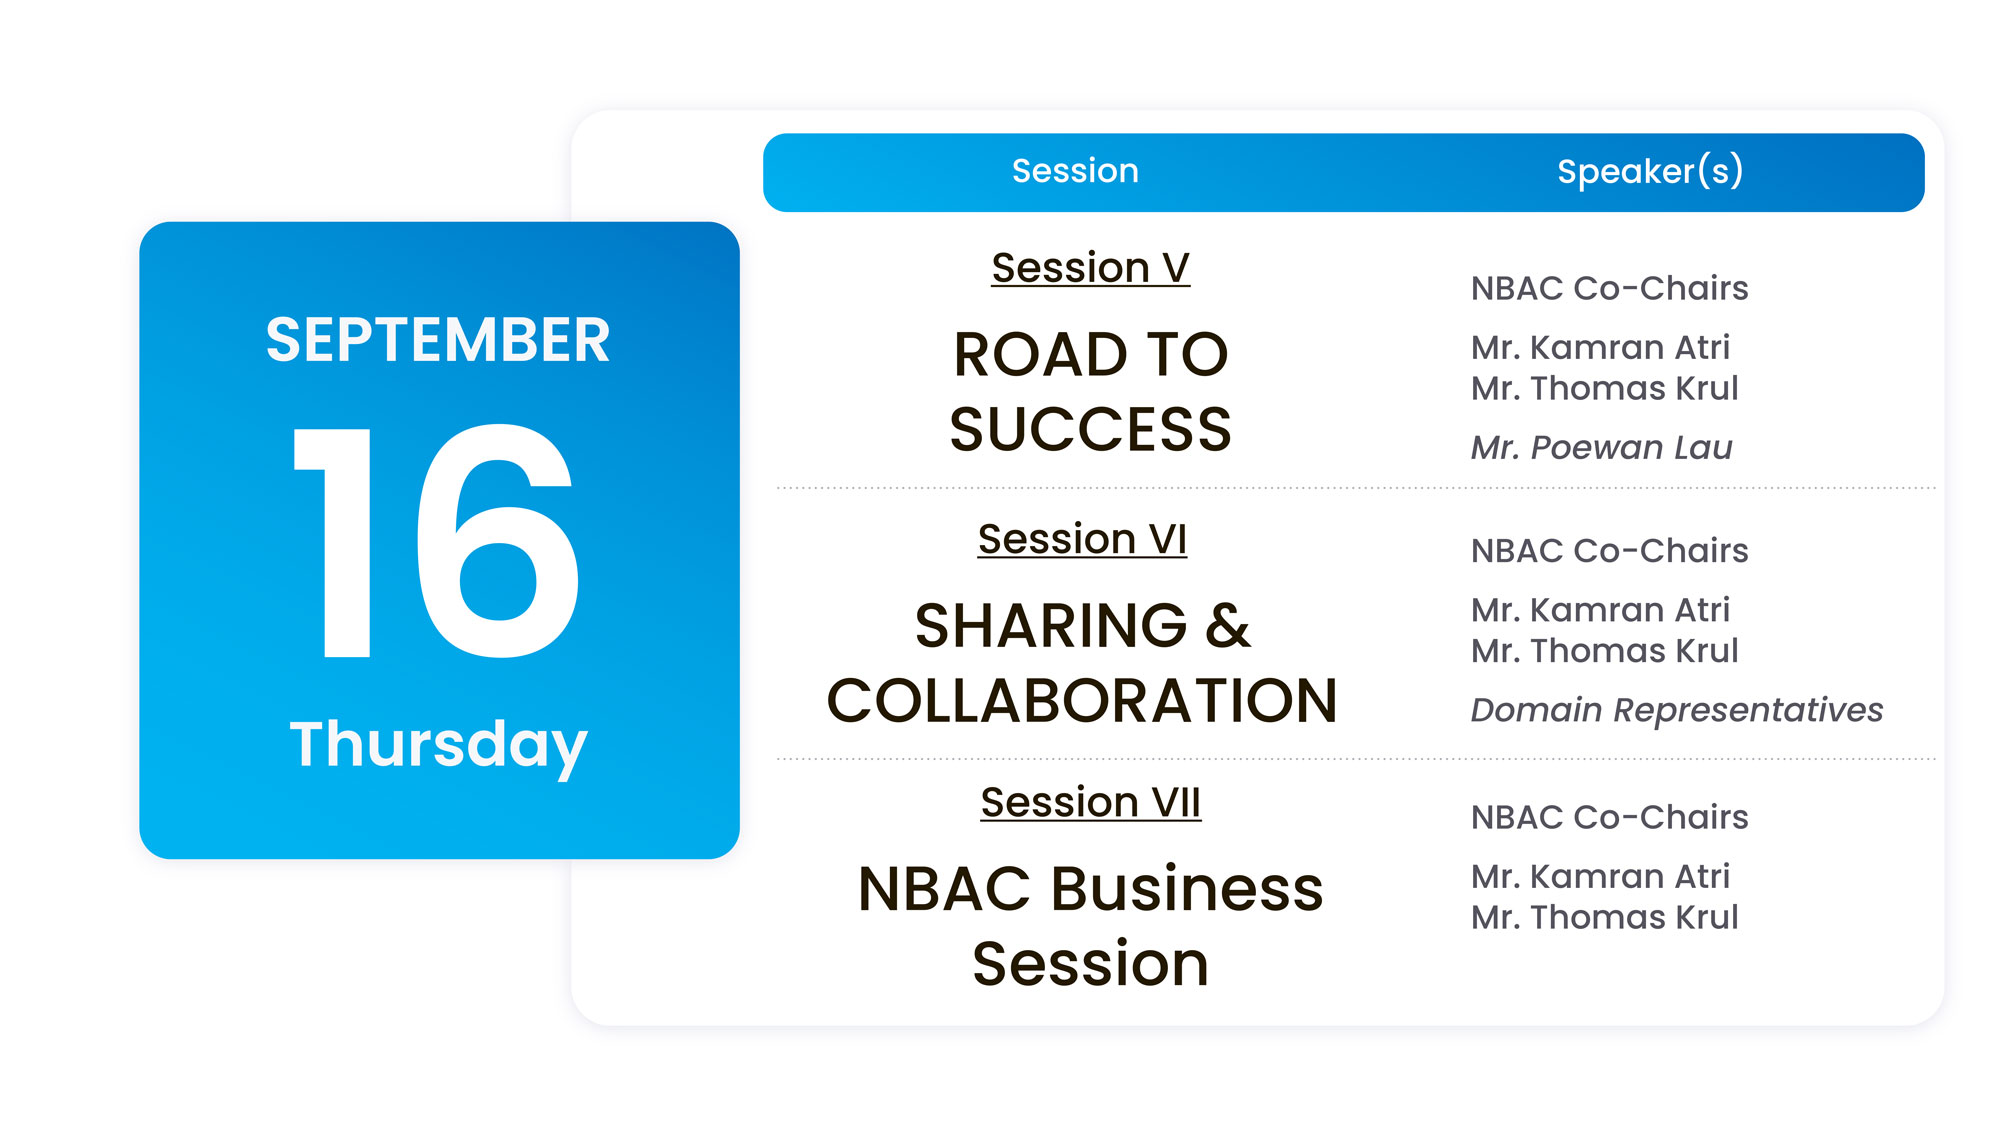 SEPTEMBER
16
Thursday
Session
Speaker(s)
Session V
ROAD TO
SUCCESS
NBAC Co-Chairs
Mr. Kamran Atri
Mr. Thomas Krul
Mr. Poewan Lau
Session VI
SHARING &
COLLABORATION
NBAC Co-Chairs
Mr. Kamran Atri
Mr. Thomas Krul
Domain Representatives
Session VII
NBAC Business
Session
NBAC Co-Chairs
Mr. Kamran Atri
Mr. Thomas Krul